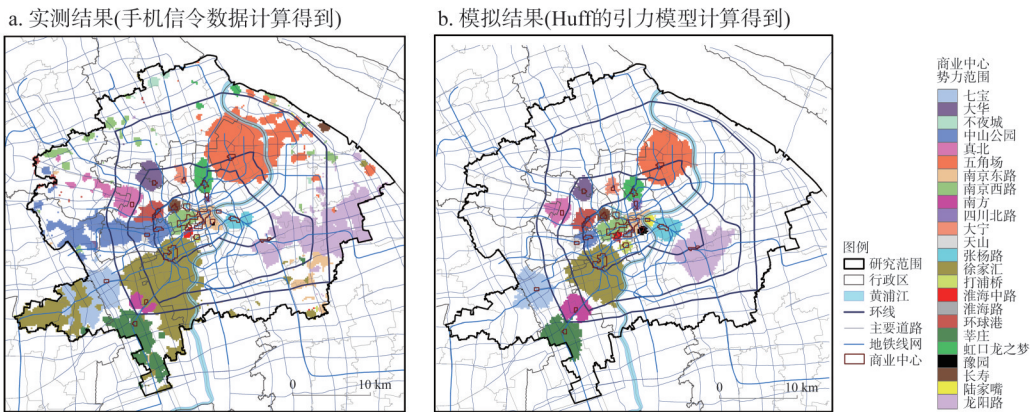 a. 实测结果(手机信令数据计算得到)
b. 模拟结果(Huff的引力模型计算得到)
0 10 km
0 10 km
图例
研究范围
行政区
黄浦江
环线
主要道路
地铁线网
商业中心
商业中心
势力范围
七宝
大华
不夜城
中山公园
真北
五角场
南京东路
南京西路
南方
四川北路
大宁
天山
张杨路
徐家汇
打浦桥
淮海中路
淮海路
环球港
莘庄
虹口龙之梦
豫园
长寿
陆家嘴
龙阳路